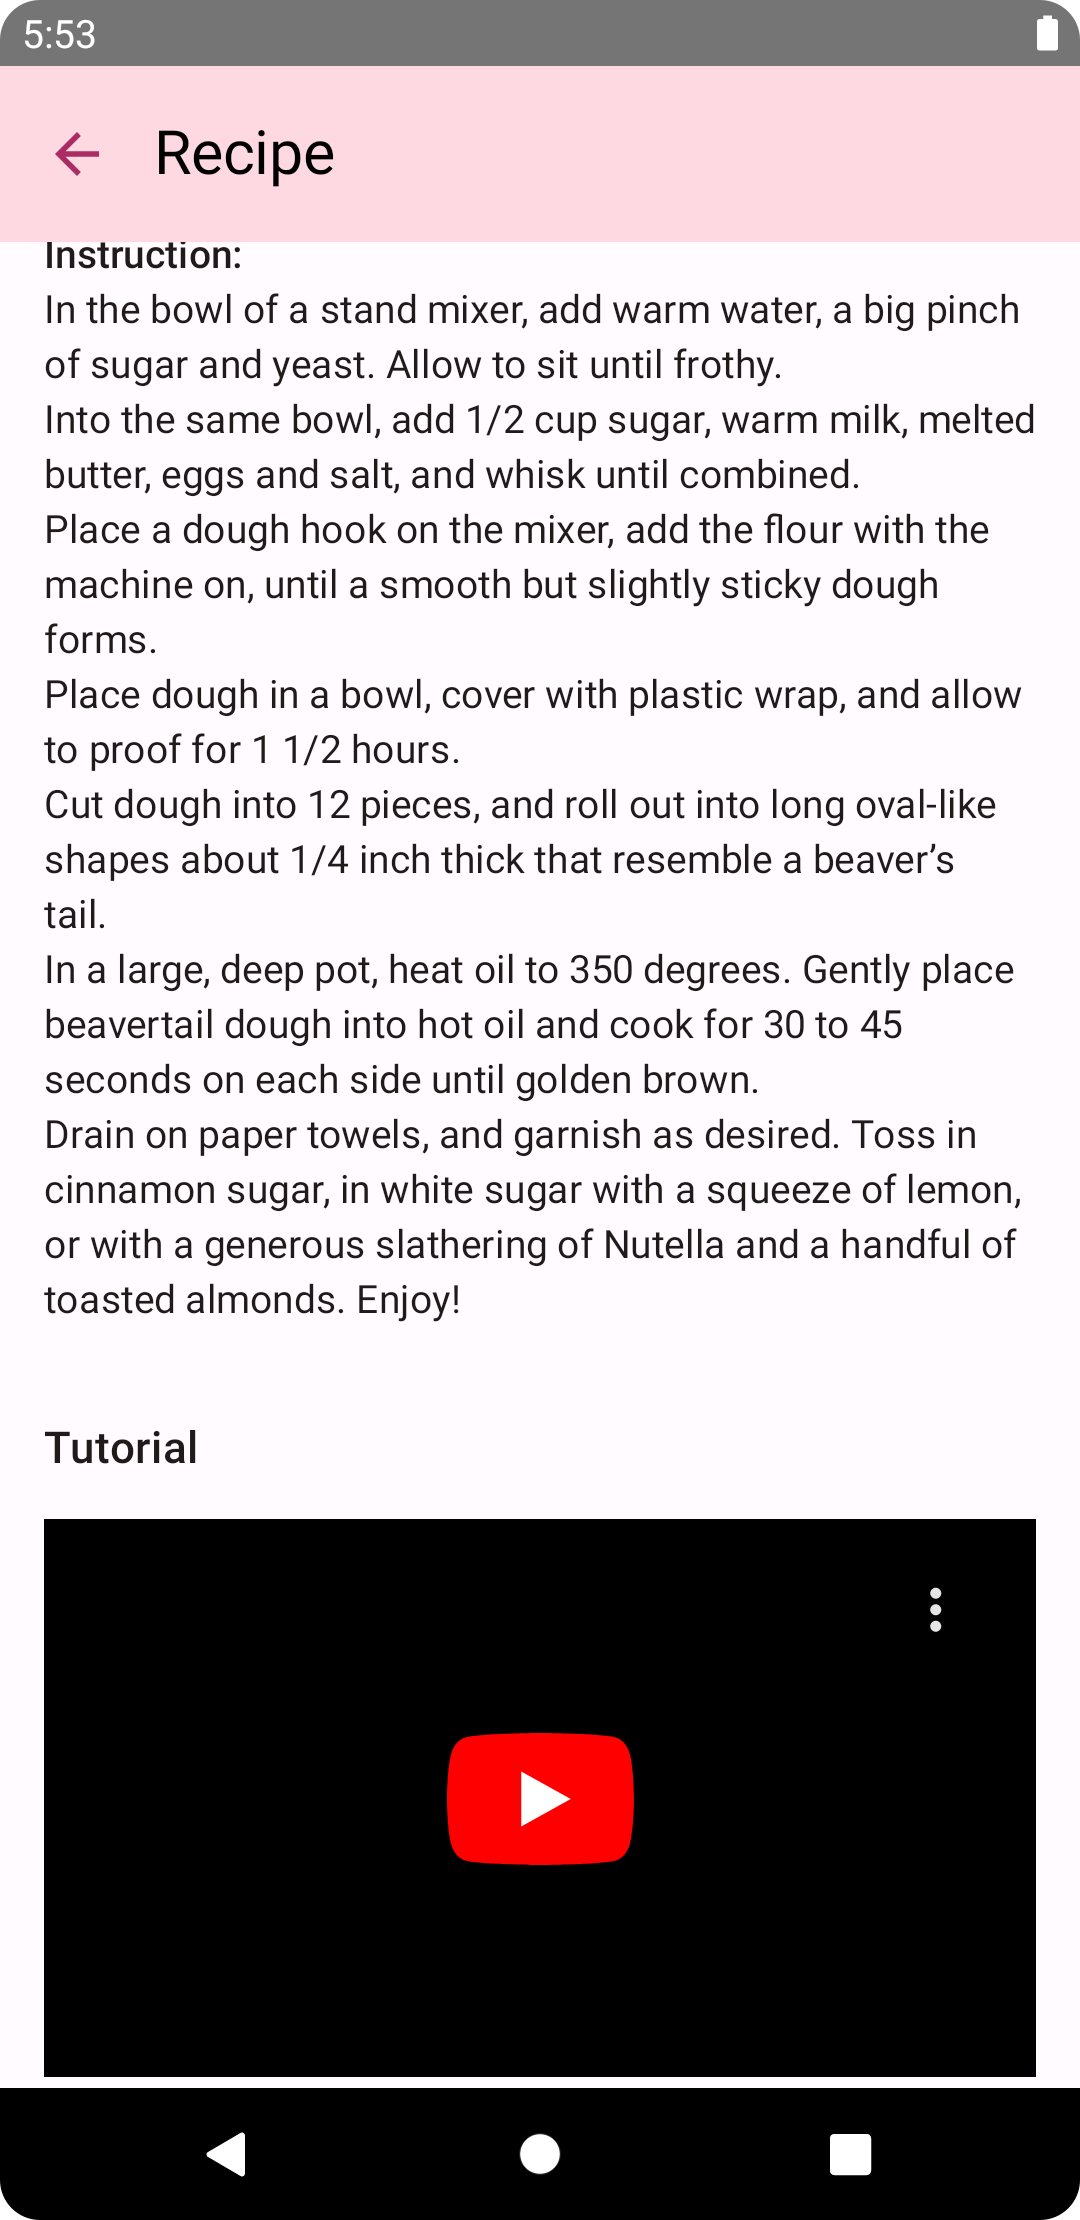 5:53
Recipe
Instruction:
In the bowl of a stand mixer, add warm water, a big pinch
of sugar and yeast. Allow to sit until frothy.
Into the same bowl, add 1/2 cup sugar, warm milk, melted
butter, eggs and salt, and whisk until combined.
Place a dough hook on the mixer, add the flour with the
machine on, until a smooth but slightly sticky dough
forms.
Place dough in a bowl, cover with plastic wrap, and allow
to proof for 1 1/2 hours.
Cut dough into 12 pieces, and roll out into long oval-like
shapes about 1/4 inch thick that resemble a beaver’s
tail.
In a large, deep pot, heat oil to 350 degrees. Gently place
beavertail dough into hot oil and cook for 30 to 45
seconds on each side until golden brown.
Drain on paper towels, and garnish as desired. Toss in
cinnamon sugar, in white sugar with a squeeze of lemon,
or with a generous slathering of Nutella and a handful of
toasted almonds. Enjoy!
Tutorial